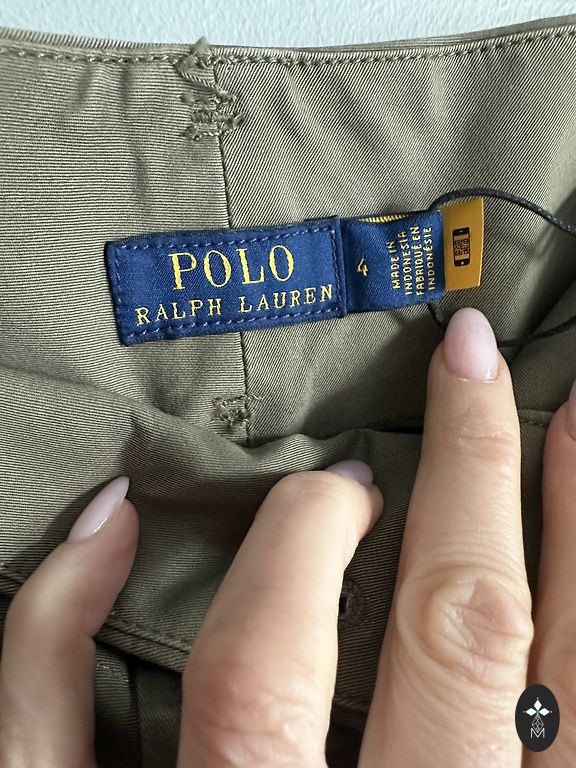 POLO
RALPH LAUREN
4
MADE IN
INDONESIA
FABRIQUÉ EN
INDONÉSIE
M